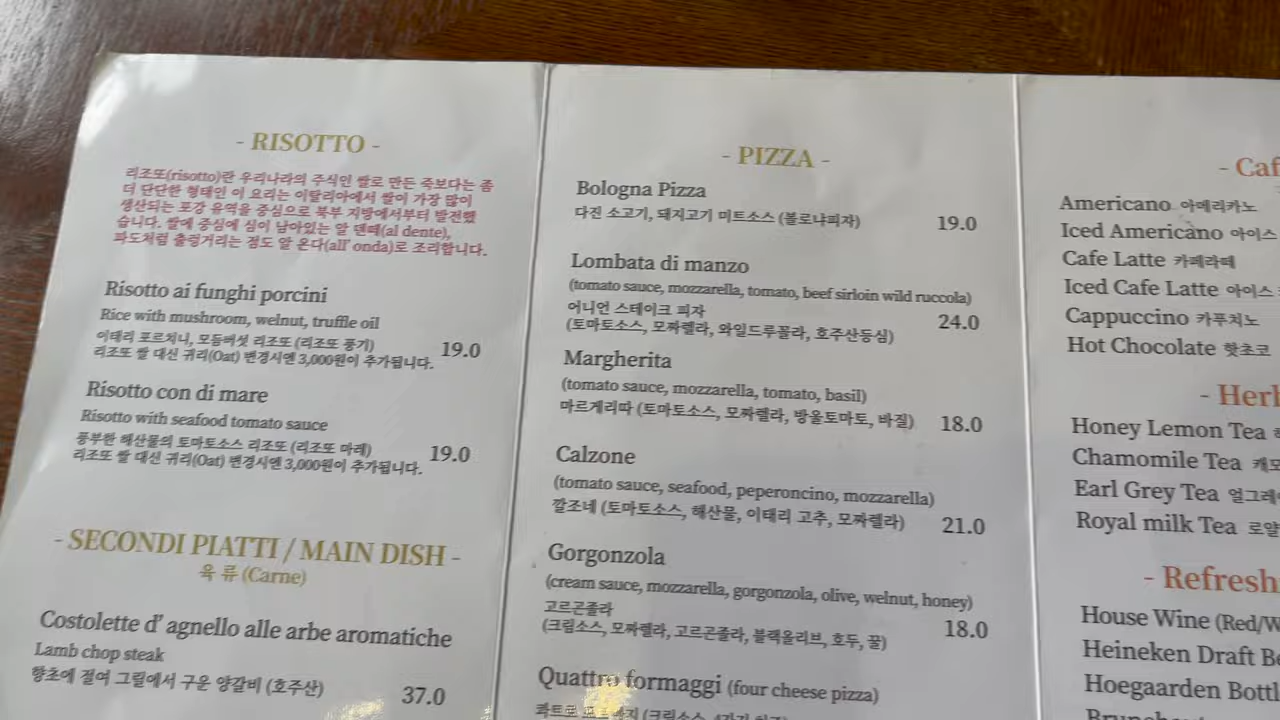 - RISOTTO -
리조또(risotto)란 우리나라의 주식인 쌀로 만든 죽보다는 좀
더 단단한 형태인 이 요리는 이탈리아에서 쌀이 가장 많이
생산되는 포강 유역을 중심으로 북부 지방에서부터 발전했
습니다. 쌀에 중심에 심이 남아있는 알 덴떼(al dente),
파도처럼 출렁거리는 정도 알 온다(all' onda)로 조리합니다.
Risotto ai funghi porcini
Rice with mushroom, welnut, truffle oil
이태리 포르치니, 모둠버섯 리조또 (리조또 풍기)
리조또 쌀 대신 귀리(Oat) 변경시엔 3,000원이 추가됩니다.
19.0
Risotto con di mare
Risotto with seafood tomato sauce
풍부한 해산물의 토마토소스 리조또 (리조또 마레)
리조또 쌀 대신 귀리(Oat) 변경시엔 3,000원이 추가됩니다.
19.0
- SECONDI PIATTI / MAIN DISH -
육 류 (Carne)
Costolette d' agnello alle arbe aromatiche
Lamb chop steak
향초에 절여 그릴에서 구운 양갈비 (호주산)
37.0
- PIZZA -
Bologna Pizza
다진 소고기, 돼지고기 미트소스 (볼로냐피자)
19.0
Lombata di manzo
(tomato sauce, mozzarella, tomato, beef sirloin wild ruccola)
어니언 스테이크 피자
(토마토소스, 모짜렐라, 와일드루꼴라, 호주산등심)
24.0
Margherita
(tomato sauce, mozzarella, tomato, basil)
마르게리따 (토마토소스, 모짜렐라, 방울토마토, 바질)
18.0
Calzone
(tomato sauce, seafood, peperoncino, mozzarella)
깔조네 (토마토소스, 해산물, 이태리 고추, 모짜렐라)
21.0
Gorgonzola
(cream sauce, mozzarella, gorgonzola, olive, welnut, honey)
고르곤졸라
(크림소스, 모짜렐라, 고르곤졸라, 블랙올리브, 호두, 꿀)
18.0
Quattro formaggi (four cheese pizza)
- Caf
Americano 아메리카노
Iced Americano 아이스
Cafe Latte 카페라떼
Iced Cafe Latte 아이스
Cappuccino 카푸치노
Hot Chocolate 핫초코
- Herb
Honey Lemon Tea
Chamomile Tea 캐모
Earl Grey Tea 얼그레
Royal milk Tea 로얄
- Refresh
House Wine (Red/W
Heineken Draft Be
Hoegaarden Bottl